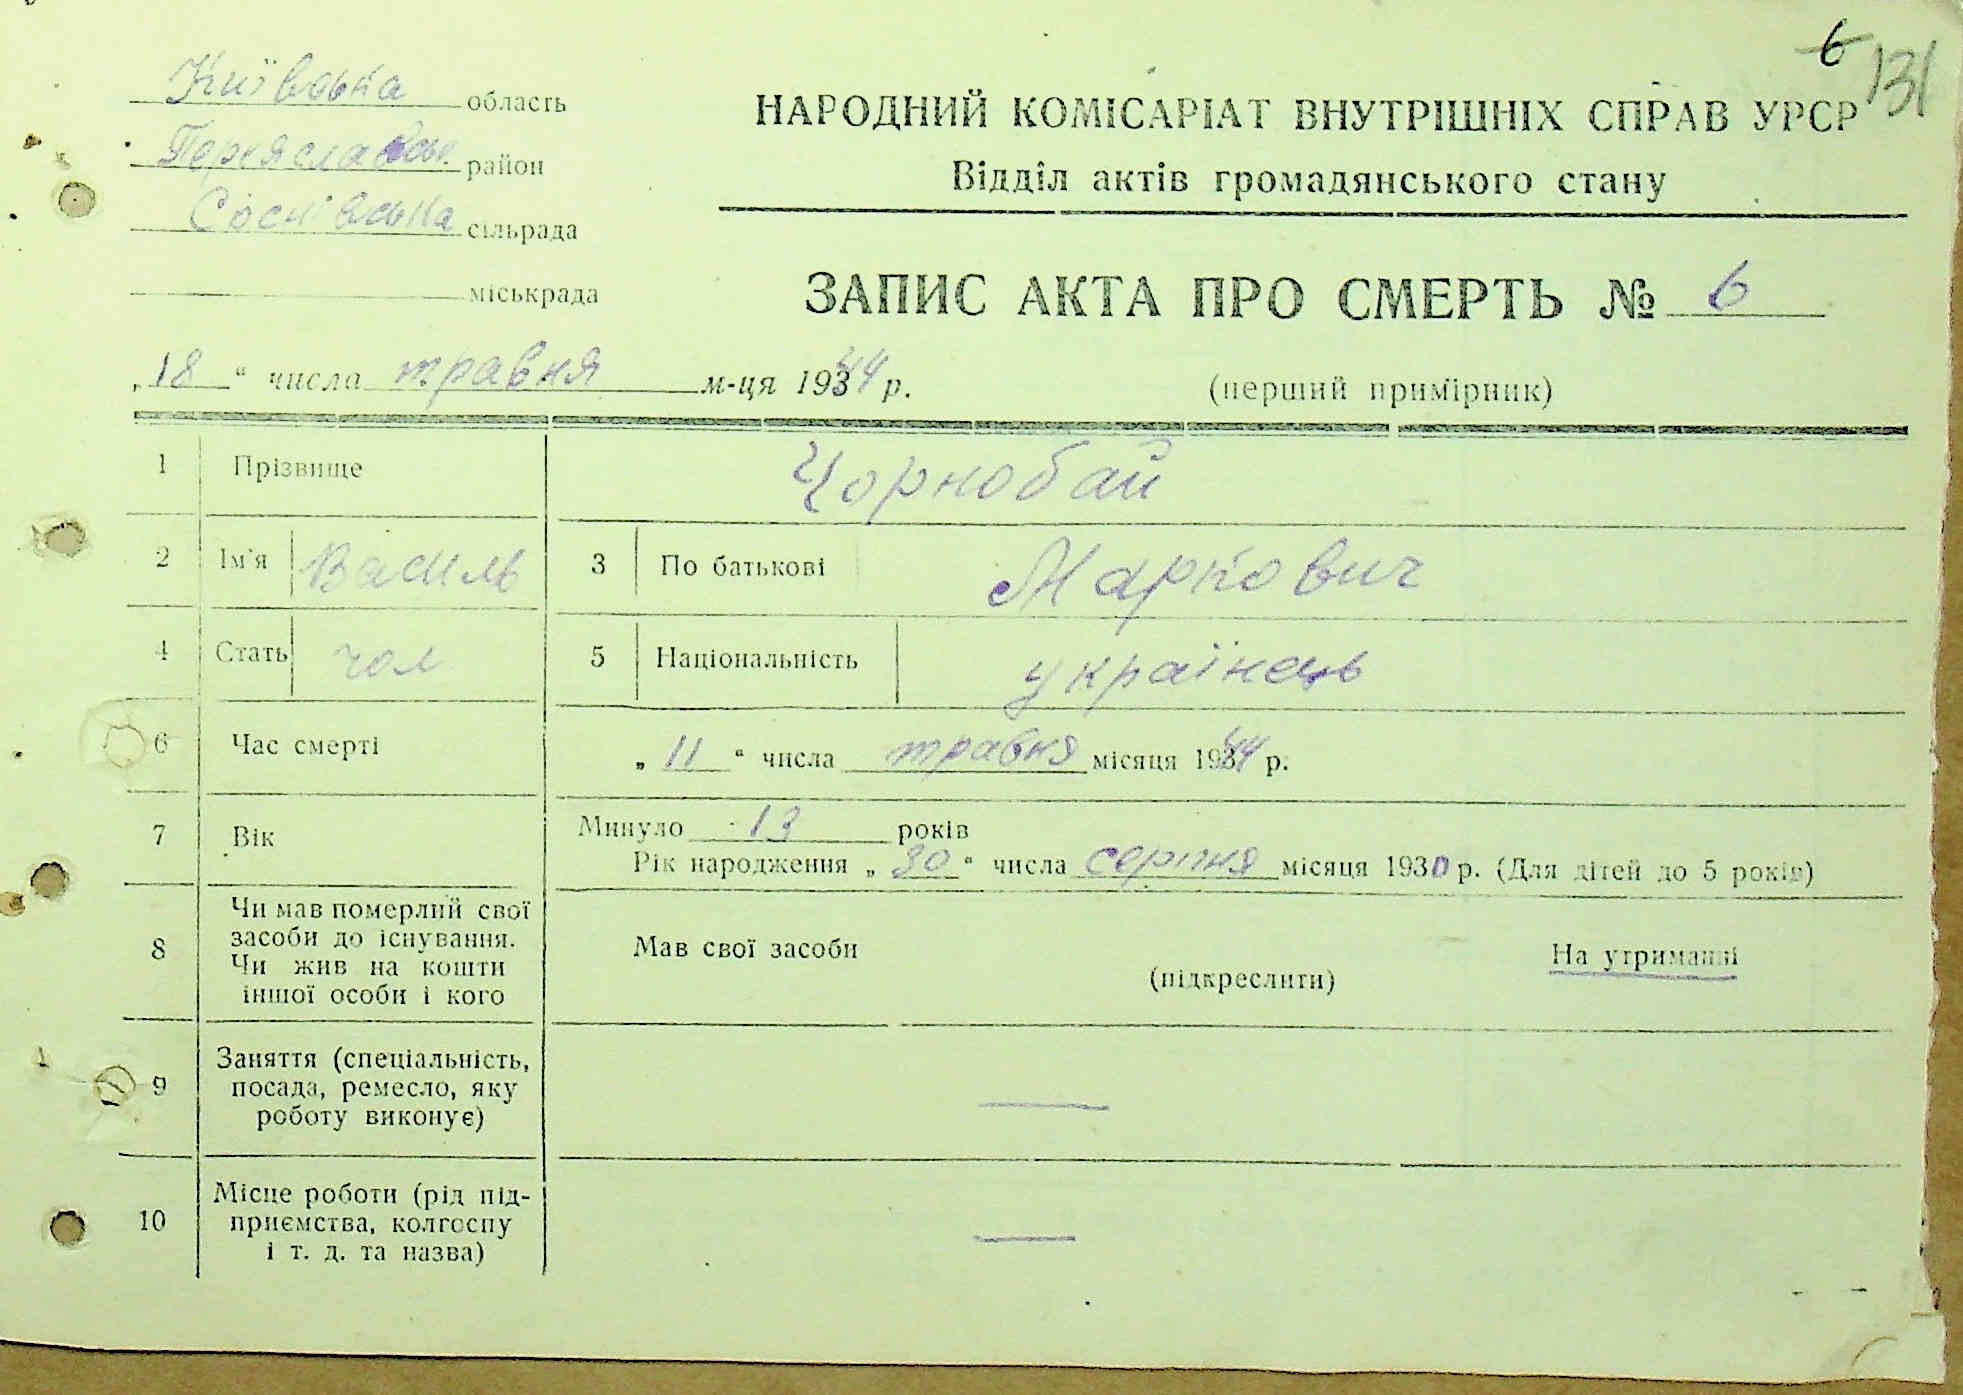 6 131
Київська область
Переяславськ район
Соснівська сільрада
міськрада
НАРОДНИЙ КОМІСАРІАТ ВНУТРІШНІХ СПРАВ УРСР
Відділ актів громадянського стану
ЗАПИС АКТА ПРО СМЕРТЬ № 6
„18“ числа травня м-ця 1944 р.
(перший примірник)
1 Прізвище Чорнобай
2 Ім'я Василь 3 По батькові Маркович
4 Стать чол 5 Національність українець
6 Час смерті „11“ числа травня місяця 1944 р.
7 Вік Минуло 13 років
Рік народження „30“ числа серпня місяця 1930 р. (Для дітей до 5 років)
8 Чи мав померлий свої
засоби до існування.
Чи жив на кошти
іншої особи і кого
Мав свої засоби
(підкреслити)
На утриманні
9 Заняття (спеціальність,
посада, ремесло, яку
роботу виконує) —
10 Місце роботи (рід під-
приємства, колгоспу
і т. д. та назва) —